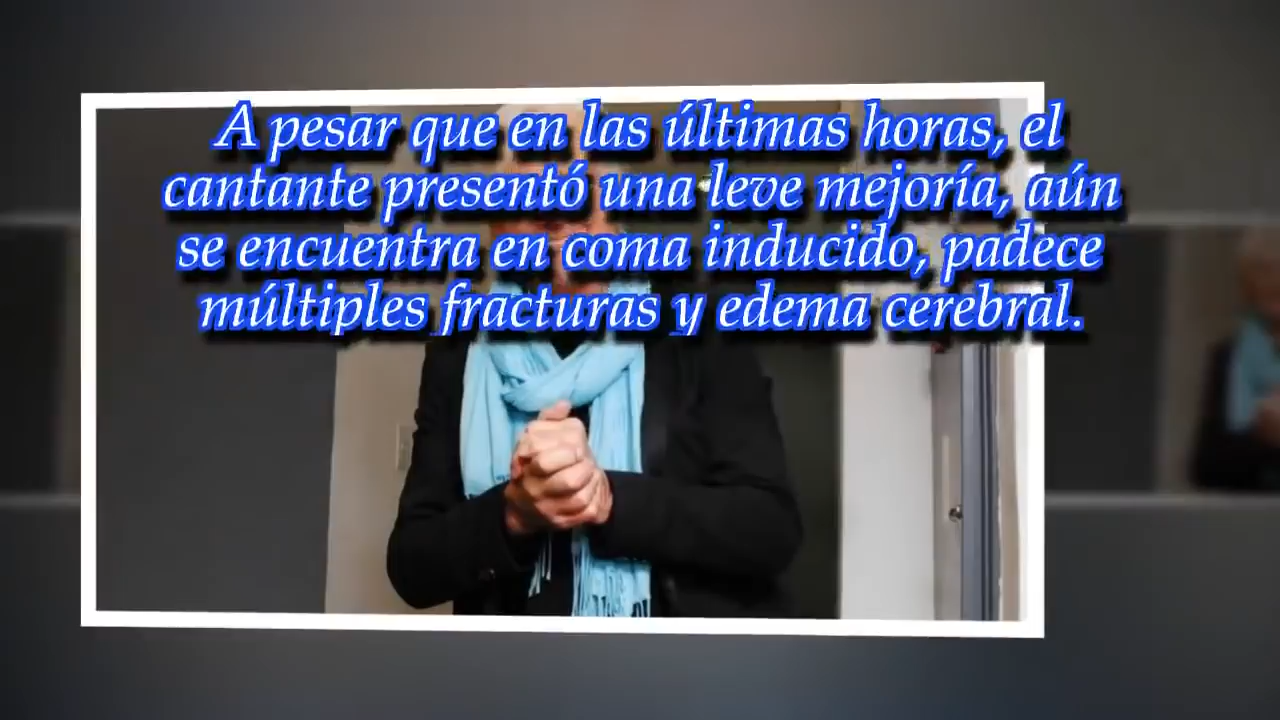 A pesar que en las últimas horas, el
cantante presentó una leve mejoría, aún
se encuentra en coma inducido, padece
múltiples fracturas y edema cerebral.